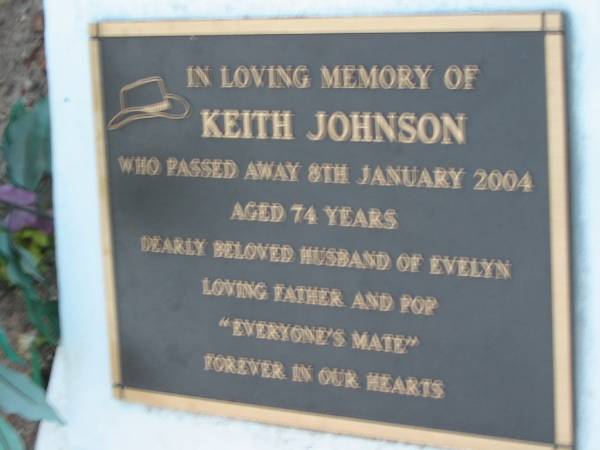 IN LOVING MEMORY OF
KEITH JOHNSON
WHO PASSED AWAY 8TH JANUARY 2004
AGED 74 YEARS
DEARLY BELOVED HUSBAND OF EVELYN
LOVING FATHER AND POP
"EVERYONE'S MATE"
FOREVER IN OUR HEARTS